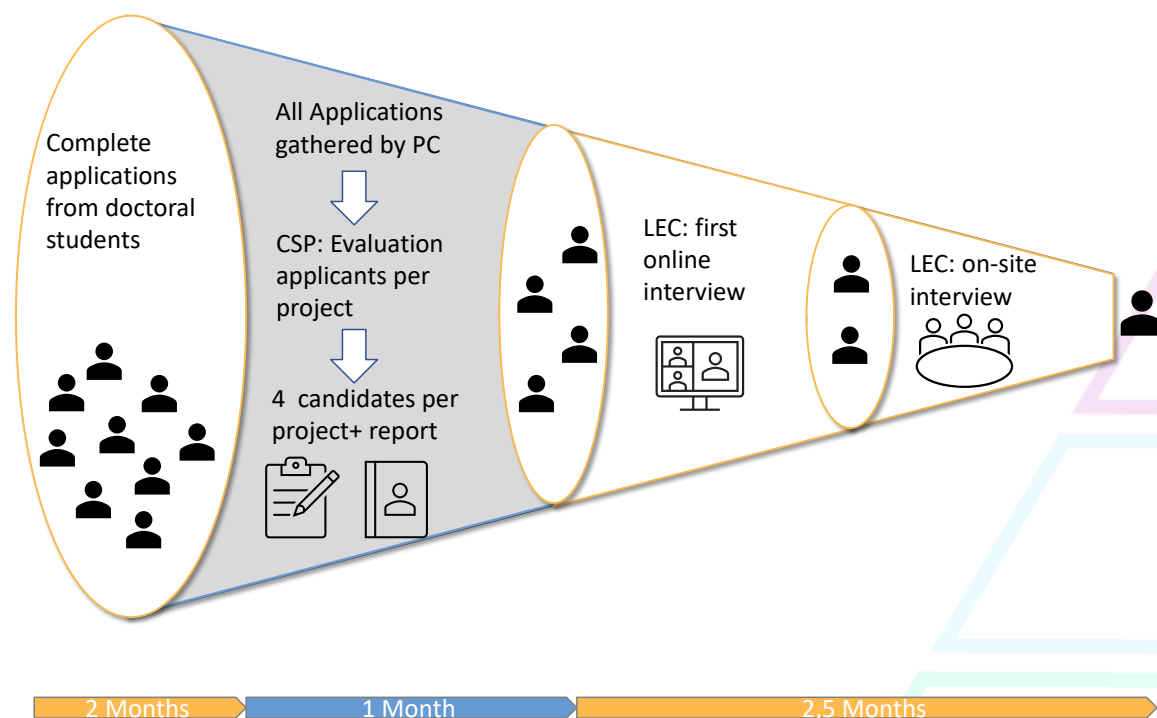 Complete
applications
from doctoral
students
All Applications
gathered by PC
CSP: Evaluation
applicants per
project
4 candidates per
project+ report
LEC: first
online
interview
LEC: on-site
interview
2 Months
1 Month
2,5 Months